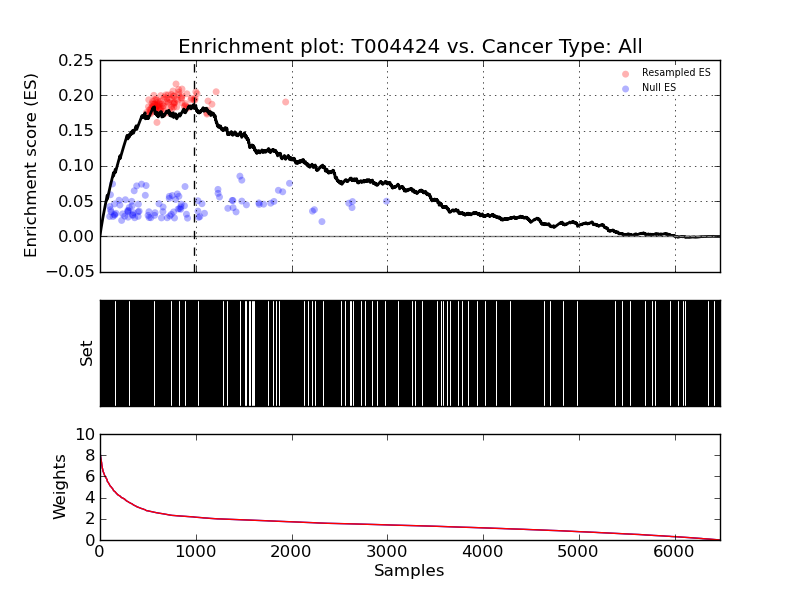 Enrichment plot: T004424 vs. Cancer Type: All
Enrichment score (ES)
0.25
0.20
0.15
0.10
0.05
0.00
−0.05
Resampled ES
Null ES
Set
Weights
10
8
6
4
2
0
0 1000 2000 3000 4000 5000 6000
Samples